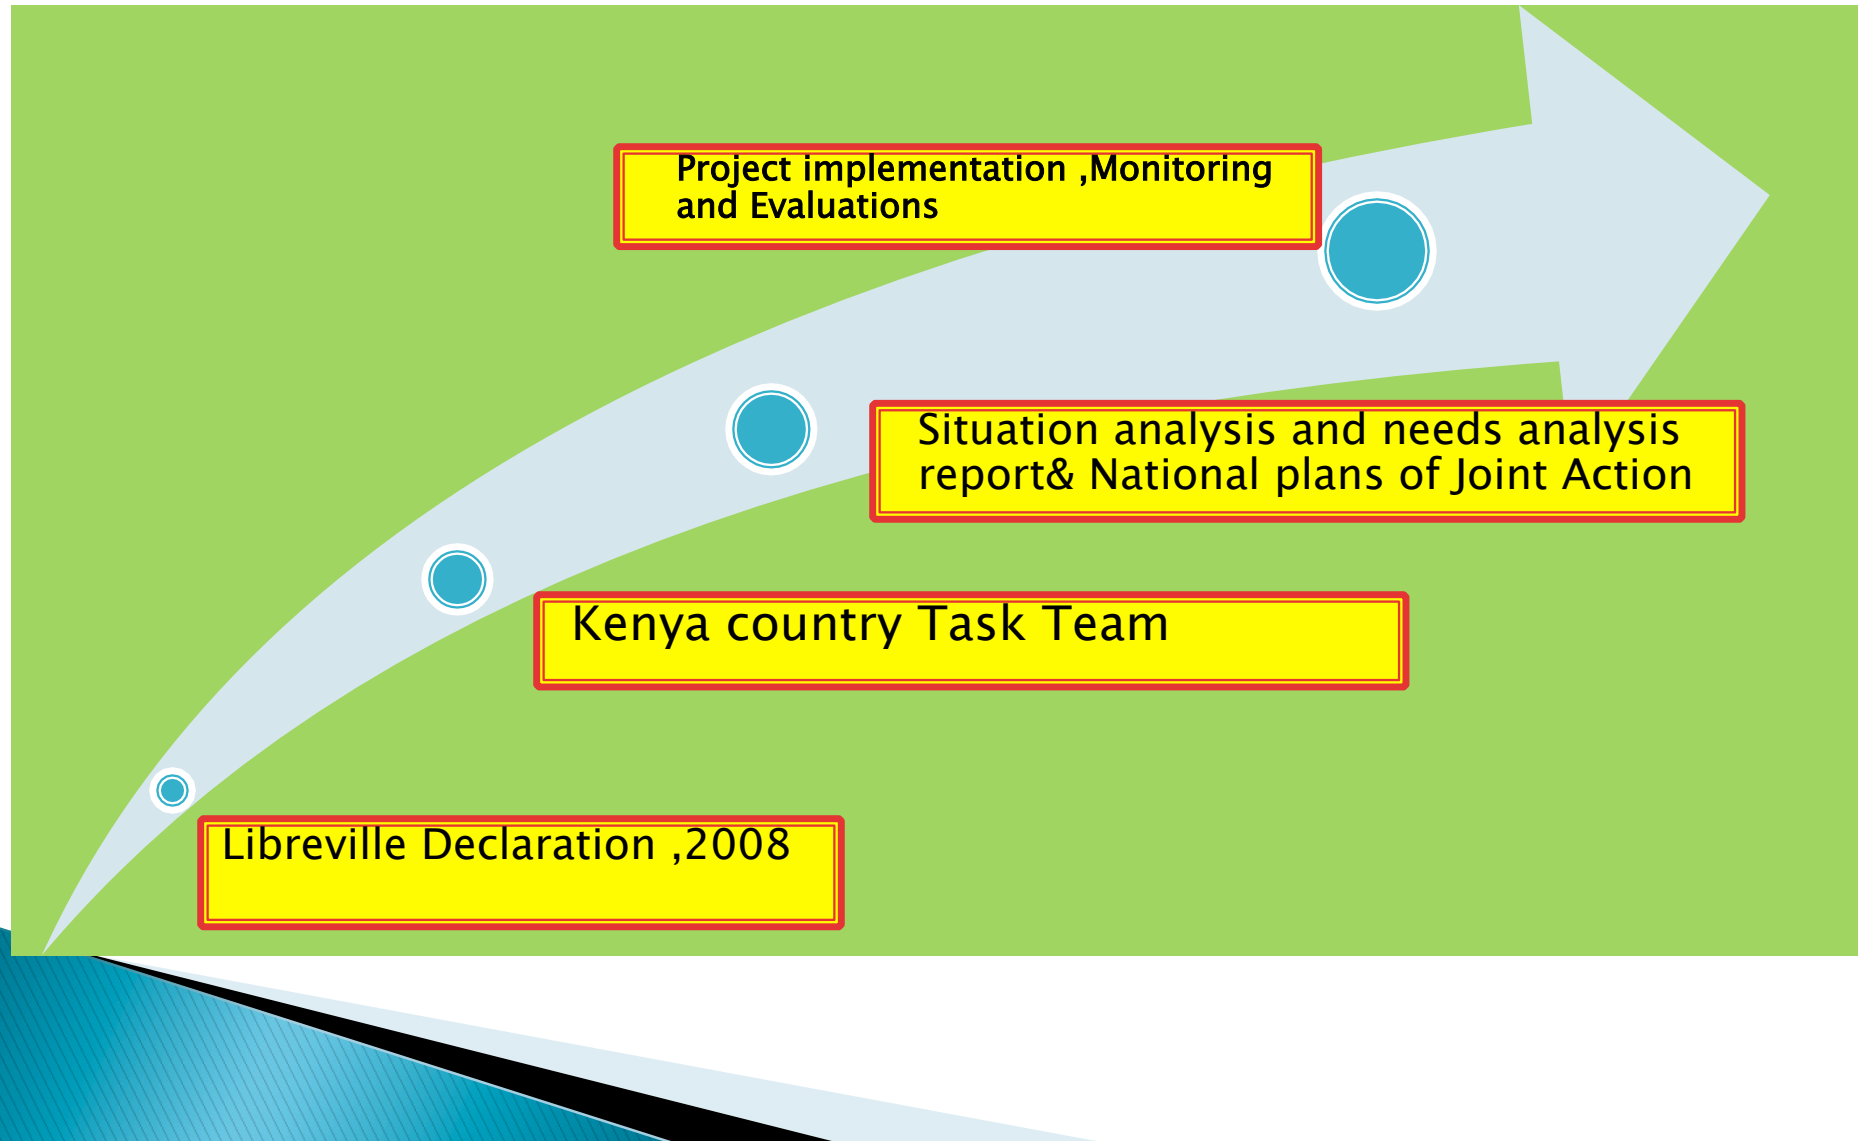 Project implementation ,Monitoring
and Evaluations
Situation analysis and needs analysis
report& National plans of Joint Action
Kenya country Task Team
Libreville Declaration ,2008